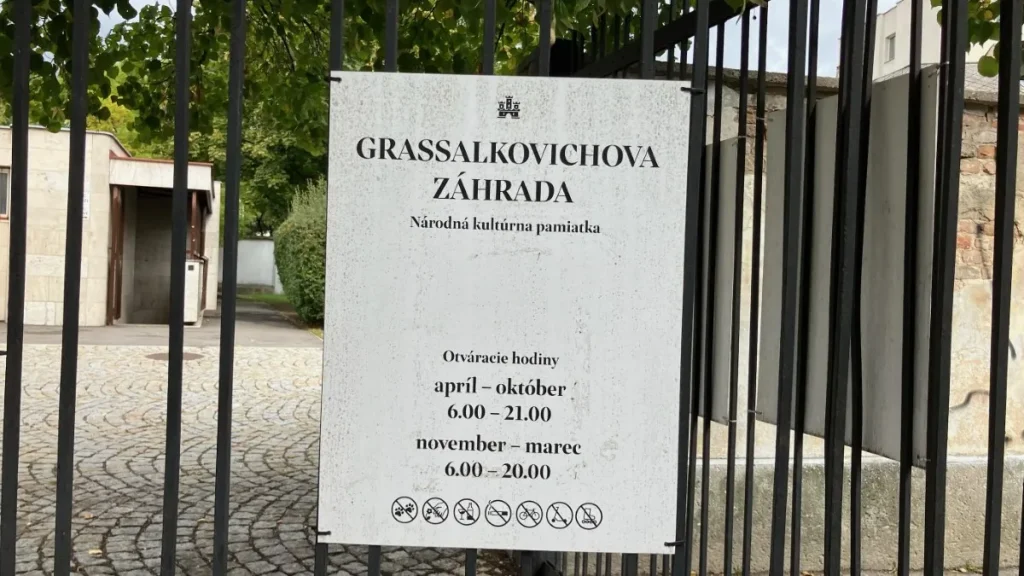 GRASSALKOVICHOVA
ZÁHRADA
Národná kultúrna pamiatka
Otváracie hodiny
apríl – október
6.00 – 21.00
november – marec
6.00 – 20.00